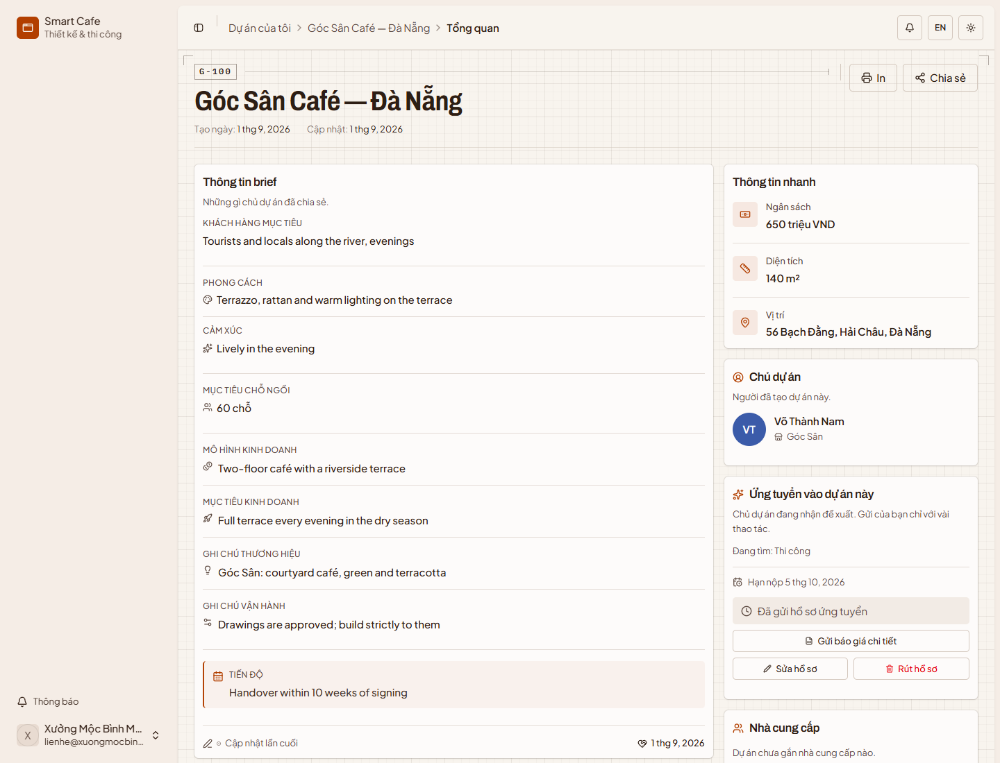 Smart Cafe
Thiết kế & thi công
Dự án của tôi
Góc Sân Café — Đà Nẵng
Tổng quan
EN
G-100
In
Chia sẻ
Góc Sân Café — Đà Nẵng
Tạo ngày: 1 thg 9, 2026
Cập nhật: 1 thg 9, 2026
Thông tin brief
Những gì chủ dự án đã chia sẻ.
KHÁCH HÀNG MỤC TIÊU
Tourists and locals along the river, evenings
PHONG CÁCH
Terrazzo, rattan and warm lighting on the terrace
CẢM XÚC
Lively in the evening
MỤC TIÊU CHỖ NGỒI
60 chỗ
MÔ HÌNH KINH DOANH
Two-floor café with a riverside terrace
MỤC TIÊU KINH DOANH
Full terrace every evening in the dry season
GHI CHÚ THƯƠNG HIỆU
Góc Sân: courtyard café, green and terracotta
GHI CHÚ VẬN HÀNH
Drawings are approved; build strictly to them
TIẾN ĐỘ
Handover within 10 weeks of signing
Cập nhật lần cuối
1 thg 9, 2026
Thông tin nhanh
Ngân sách
650 triệu VND
Diện tích
140 m²
Vị trí
56 Bạch Đằng, Hải Châu, Đà Nẵng
Chủ dự án
Người đã tạo dự án này.
VT
Võ Thành Nam
Góc Sân
Ứng tuyển vào dự án này
Chủ dự án đang nhận đề xuất. Gửi của bạn chỉ với vài
thao tác.
Đang tìm: Thi công
Hạn nộp 5 thg 10, 2026
Đã gửi hồ sơ ứng tuyển
Gửi báo giá chi tiết
Sửa hồ sơ
Rút hồ sơ
Nhà cung cấp
Dự án chưa gắn nhà cung cấp nào.
Thông báo
X
Xưởng Mộc Bình M...
lienhe@xuongmocbin...